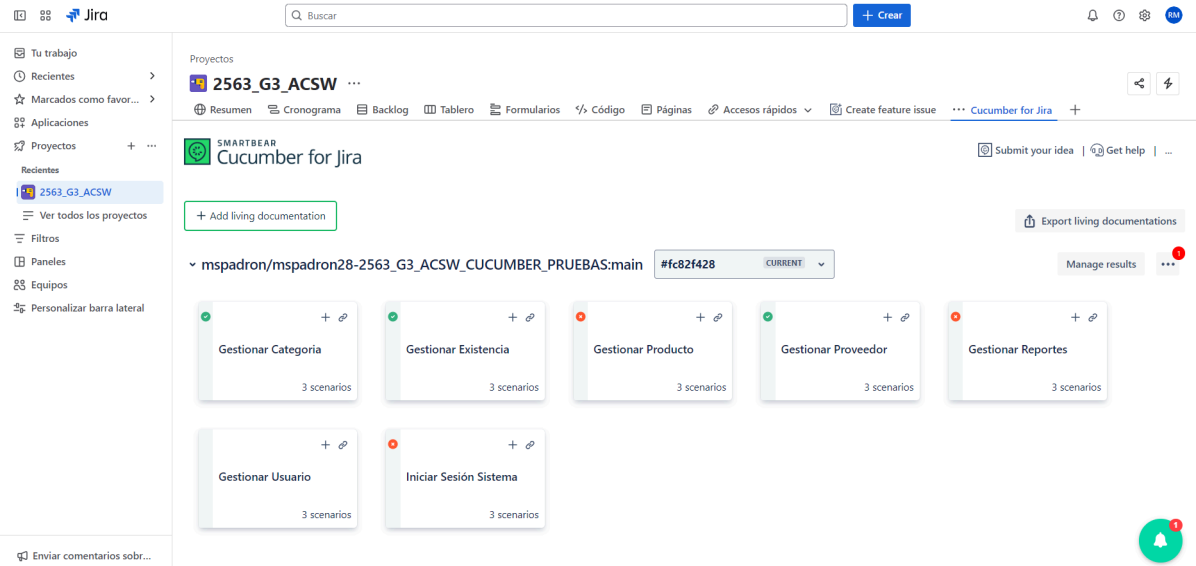 Jira
Buscar
Crear
RM
Tu trabajo
Recientes
Marcados como favor...
Aplicaciones
Proyectos
Recientes
2563_G3_ACSW
Ver todos los proyectos
Filtros
Paneles
Equipos
Personalizar barra lateral
Enviar comentarios sobr...
Proyectos
2563_G3_ACSW
Resumen Cronograma Backlog Tablero Formularios Código Páginas Accesos rápidos Create feature issue Cucumber for Jira
SMARTBEAR
Cucumber for Jira
Submit your idea | Get help | ...
+ Add living documentation
Export living documentations
mspadron/mspadron28-2563_G3_ACSW_CUCUMBER_PRUEBAS:main #fc82f428 CURRENT
Manage results
1
Gestionar Categoria
3 scenarios
Gestionar Existencia
3 scenarios
Gestionar Producto
3 scenarios
Gestionar Proveedor
3 scenarios
Gestionar Reportes
3 scenarios
Gestionar Usuario
3 scenarios
Iniciar Sesión Sistema
3 scenarios
1